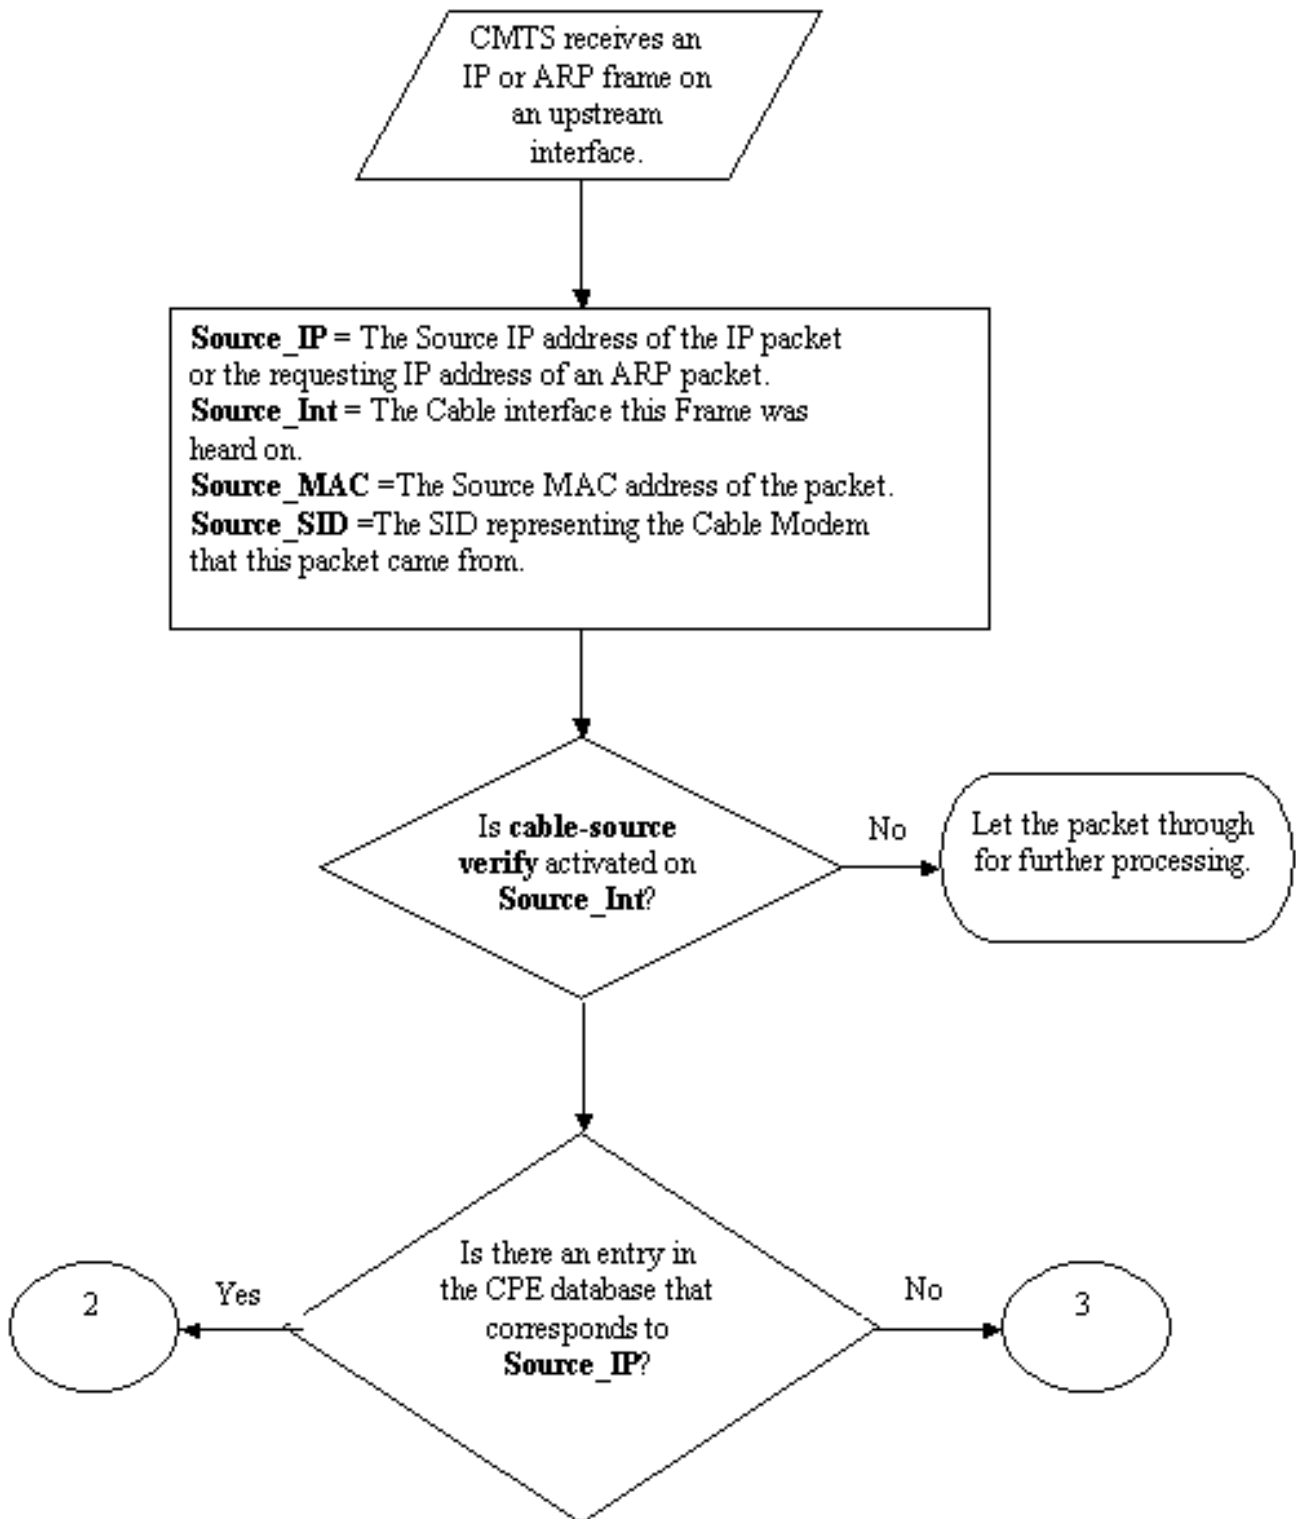 CMTS receives an
IP or ARP frame on
an upstream
interface.
Source_IP = The Source IP address of the IP packet
or the requesting IP address of an ARP packet.
Source_Int = The Cable interface this Frame was
heard on.
Source_MAC =The Source MAC address of the packet.
Source_SID =The SID representing the Cable Modem
that this packet came from.
Is cable-source
verify activated on
Source_Int?
No
Let the packet through
for further processing.
Is there an entry in
the CPE database that
corresponds to
Source_IP?
Yes
2
No
3